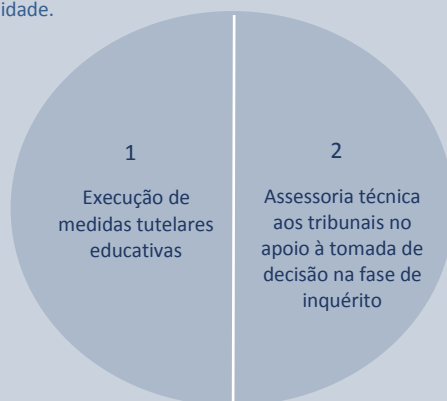 idade.
1
Execução de
medidas tutelares
educativas
2
Assessoria técnica
aos tribunais no
apoio à tomada de
decisão na fase de
inquérito